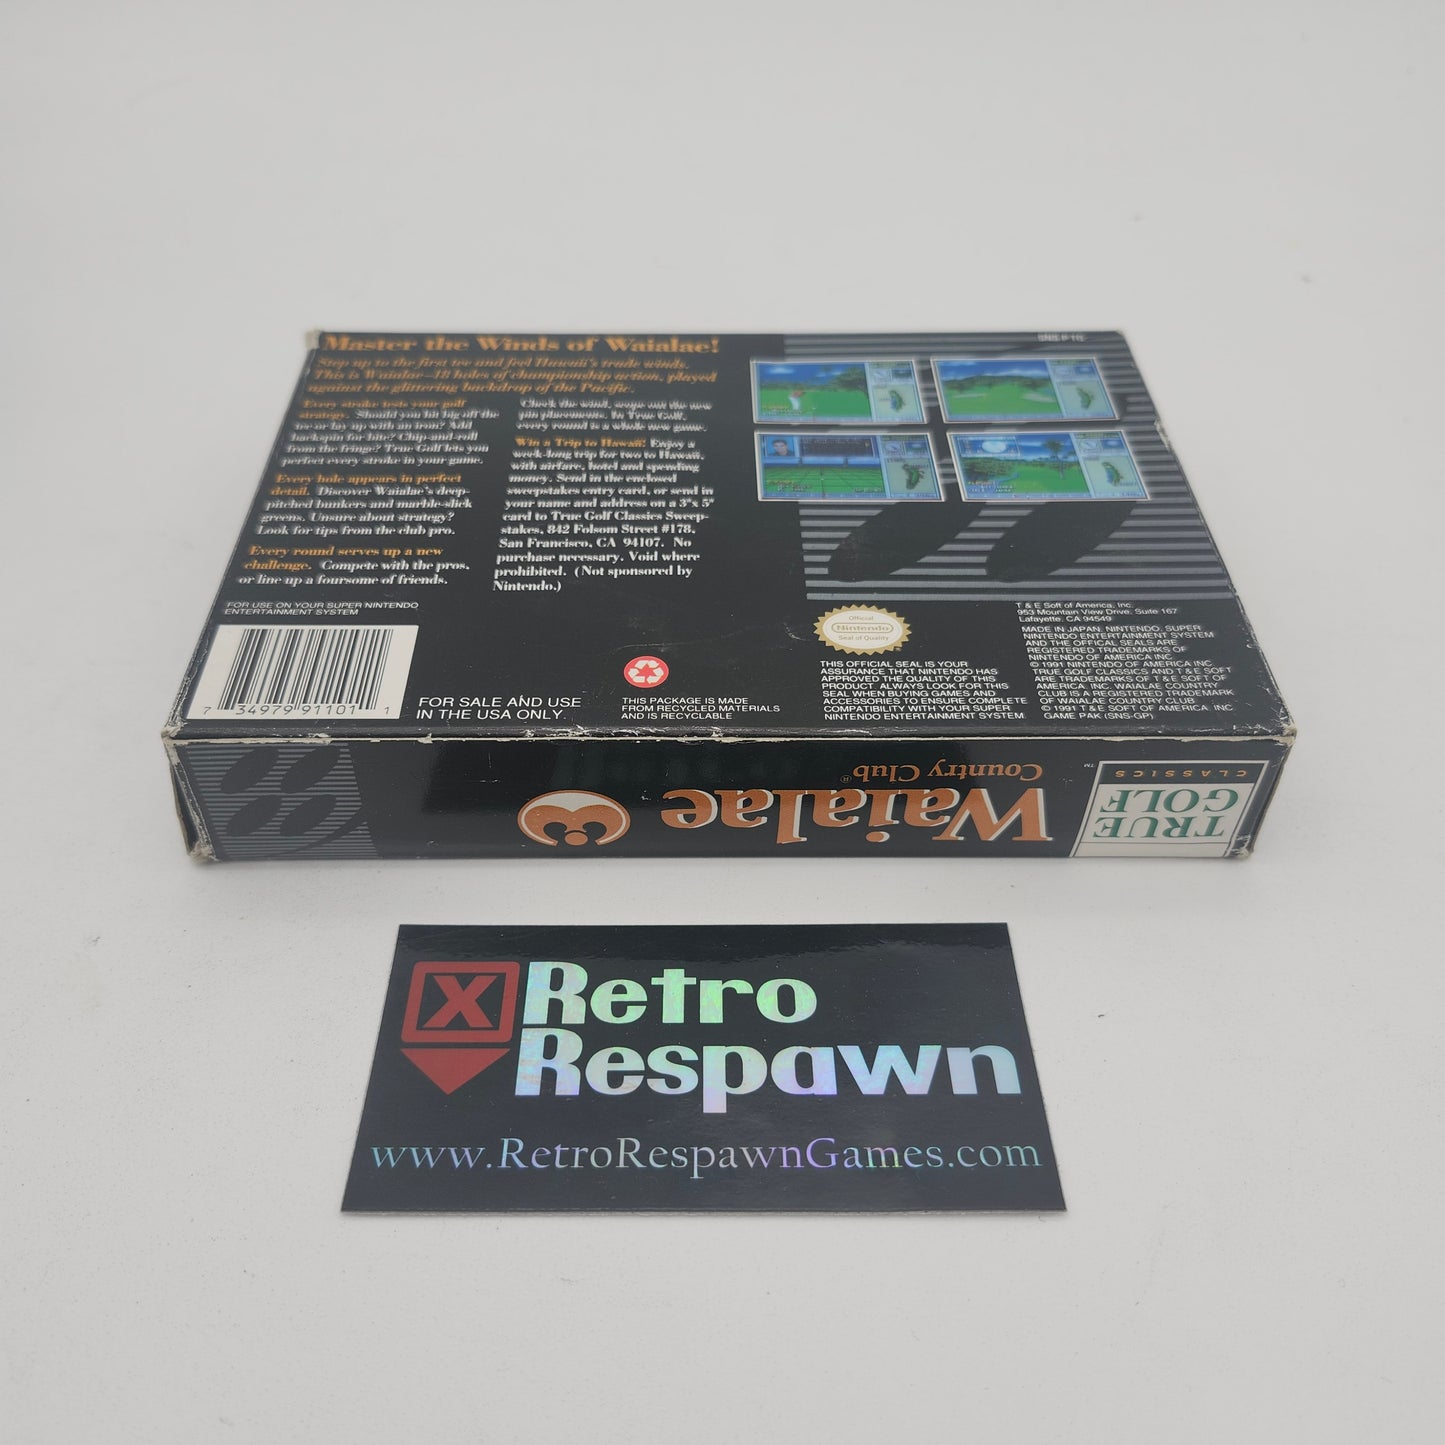 Master the Winds of Waialae!
Step up to the first tee and feel Hawaii's trade winds.
This is Waialae—18 holes of championship action, played
against the glittering backdrop of the Pacific.
Every stroke tests your golf
strategy. Should you hit big off the
tee or lay up with an iron? Add
backspin for bite? Chip-and-roll
from the fringe? True Golf lets you
perfect every stroke in your game.
Every hole appears in perfect
detail. Discover Waialae's deep-
pitched bunkers and marble-slick
greens. Unsure about strategy?
Look for tips from the club pro.
Every round serves up a new
challenge. Compete with the pros,
or line up a foursome of friends.
Check the wind, scope out the new
pin placements. In True Golf,
every round is a whole new game.
Win a Trip to Hawaii! Enjoy a
week-long trip for two to Hawaii,
with airfare, hotel and spending
money. Send in the enclosed
sweepstakes entry card, or send in
your name and address on a 3"x 5"
card to True Golf Classics Sweep-
stakes, 842 Folsom Street #178,
San Francisco, CA 94107. No
purchase necessary. Void where
prohibited. (Not sponsored by
Nintendo.)
FOR USE ON YOUR SUPER NINTENDO
ENTERTAINMENT SYSTEM
7 34979 91101 1
FOR SALE AND USE
IN THE USA ONLY.
THIS PACKAGE IS MADE
FROM RECYCLED MATERIALS
AND IS RECYCLABLE
Official
Nintendo
Seal of Quality
THIS OFFICIAL SEAL IS YOUR
ASSURANCE THAT NINTENDO HAS
APPROVED THE QUALITY OF THIS
PRODUCT. ALWAYS LOOK FOR THIS
SEAL WHEN BUYING GAMES AND
ACCESSORIES TO ENSURE COMPLETE
COMPATIBILITY WITH YOUR SUPER
NINTENDO ENTERTAINMENT SYSTEM.
T & E Soft of America, Inc.
953 Mountain View Drive, Suite 167
Lafayette, CA 94549
MADE IN JAPAN. NINTENDO, SUPER
NINTENDO ENTERTAINMENT SYSTEM
AND THE OFFICIAL SEALS ARE
REGISTERED TRADEMARKS OF
NINTENDO OF AMERICA INC.
© 1991 NINTENDO OF AMERICA INC.
TRUE GOLF CLASSICS AND T & E SOFT
ARE TRADEMARKS OF T & E SOFT OF
AMERICA, INC. WAIALAE COUNTRY
CLUB IS A REGISTERED TRADEMARK
OF WAIALAE COUNTRY CLUB
© 1991 T & E SOFT OF AMERICA, INC.
GAME PAK (SNS-GP)
TRUE
GOLF
CLASSICS
™
Waialae
Country Club®
X Retro
Respawn
www.RetroRespawnGames.com